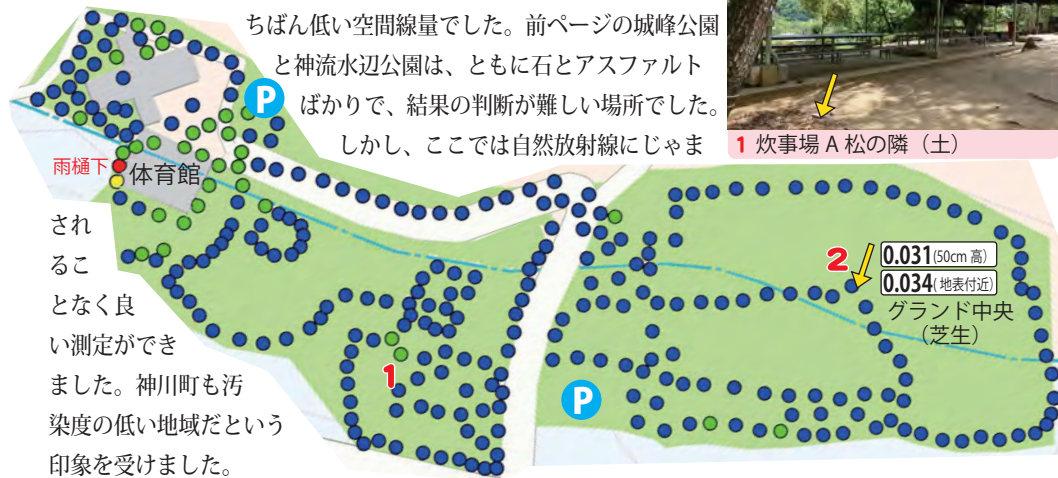 ちばん低い空間線量でした。前ページの城峰公園
と神流水辺公園は、ともに石とアスファルト
ばかりで、結果の判断が難しい場所でした。
しかし、ここでは自然放射線にじゃま
され
るこ
となく良
い測定ができ
ました。神川町も汚
染度の低い地域だという
印象を受けました。
1 炊事場 A 松の隣（土）
P
雨樋下
体育館
1
2
0.031(50cm 高)
0.034(地表付近)
グランド中央
（芝生）
P